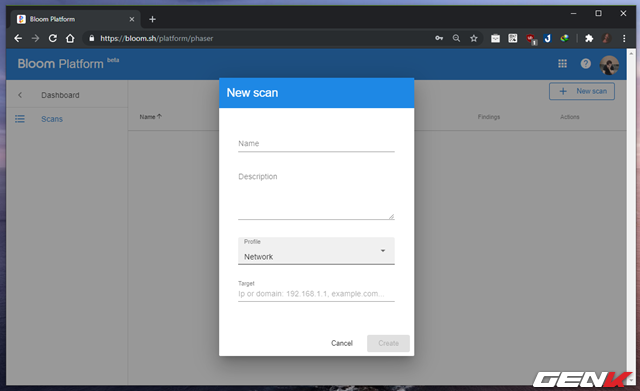 Bloom Platform
https://bloom.sh/platform/phaser
Bloom Platform beta
Dashboard
New scan
Scans
Name
Findings
Actions
New scan
Name
Description
Profile
Network
Target
Ip or domain: 192.168.1.1, example.com...
Cancel
Create
GENK